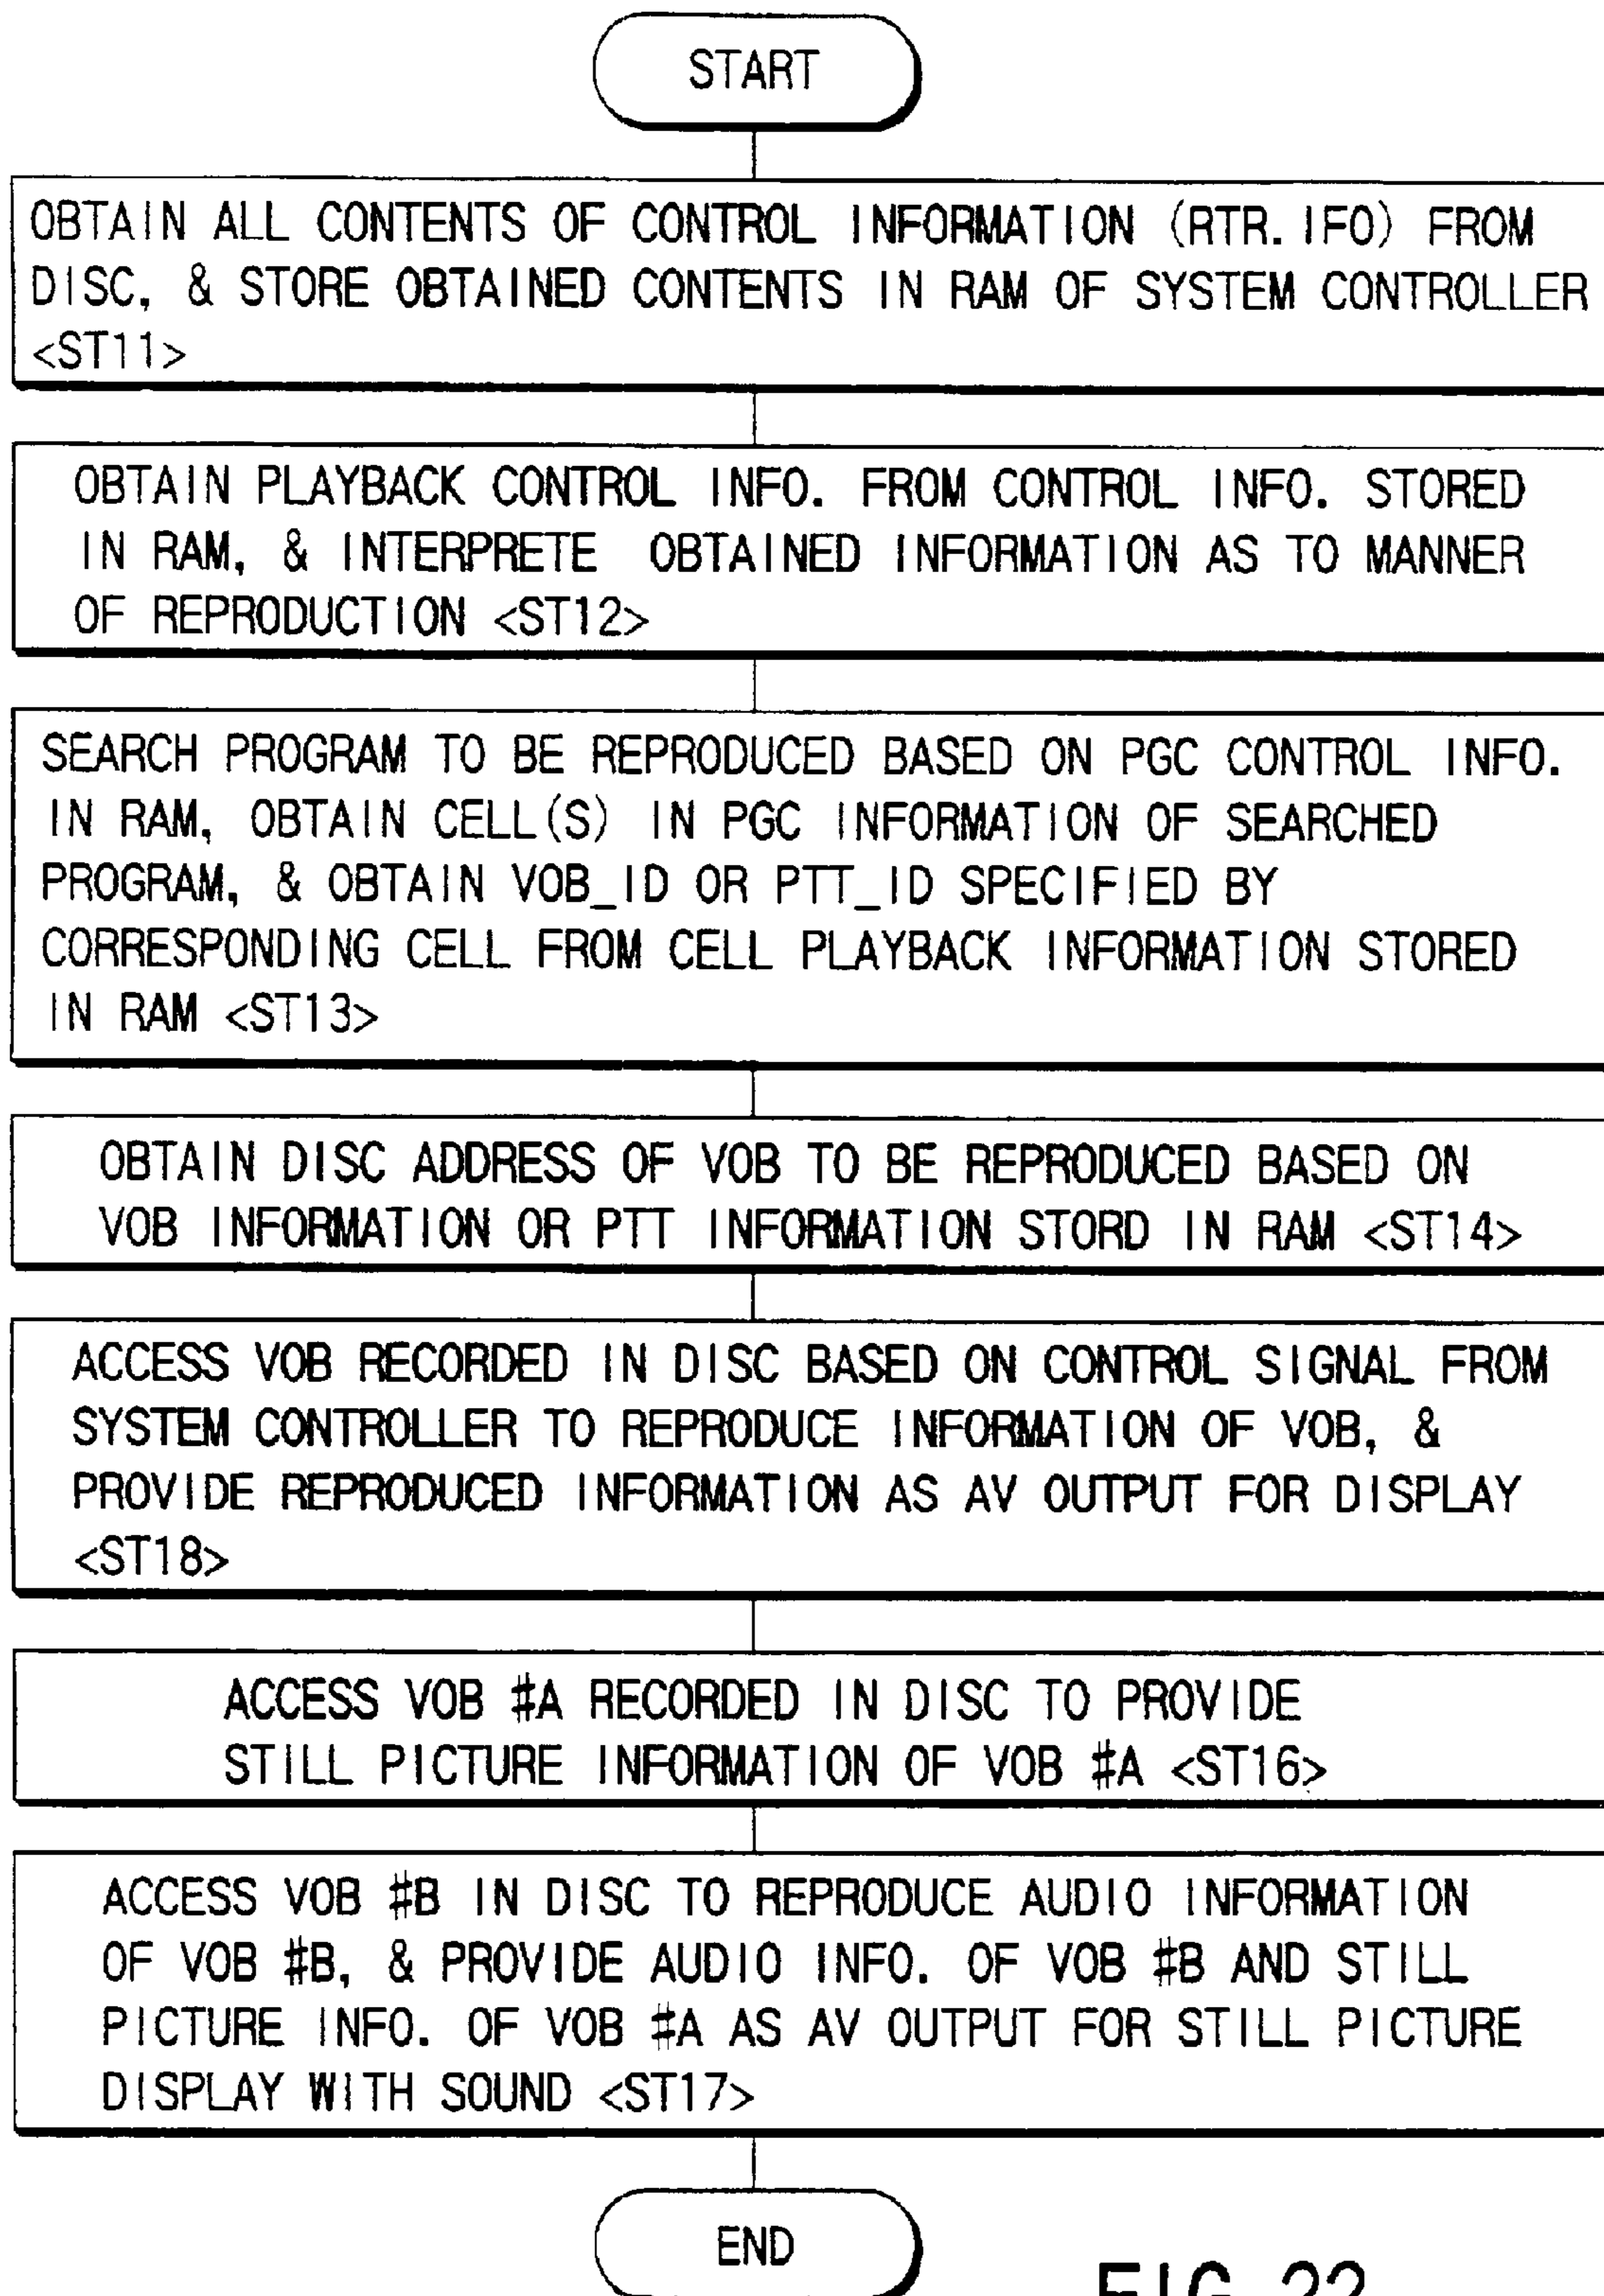 START
OBTAIN ALL CONTENTS OF CONTROL INFORMATION (RTR. IFO) FROM
DISC, & STORE OBTAINED CONTENTS IN RAM OF SYSTEM CONTROLLER
<ST11>
OBTAIN PLAYBACK CONTROL INFO. FROM CONTROL INFO. STORED
IN RAM, & INTERPRETE OBTAINED INFORMATION AS TO MANNER
OF REPRODUCTION <ST12>
SEARCH PROGRAM TO BE REPRODUCED BASED ON PGC CONTROL INFO.
IN RAM, OBTAIN CELL(S) IN PGC INFORMATION OF SEARCHED
PROGRAM, & OBTAIN VOB_ID OR PTT_ID SPECIFIED BY
CORRESPONDING CELL FROM CELL PLAYBACK INFORMATION STORED
IN RAM <ST13>
OBTAIN DISC ADDRESS OF VOB TO BE REPRODUCED BASED ON
VOB INFORMATION OR PTT INFORMATION STORD IN RAM <ST14>
ACCESS VOB RECORDED IN DISC BASED ON CONTROL SIGNAL FROM
SYSTEM CONTROLLER TO REPRODUCE INFORMATION OF VOB, &
PROVIDE REPRODUCED INFORMATION AS AV OUTPUT FOR DISPLAY
<ST18>
ACCESS VOB #A RECORDED IN DISC TO PROVIDE
STILL PICTURE INFORMATION OF VOB #A <ST16>
ACCESS VOB #B IN DISC TO REPRODUCE AUDIO INFORMATION
OF VOB #B, & PROVIDE AUDIO INFO. OF VOB #B AND STILL
PICTURE INFO. OF VOB #A AS AV OUTPUT FOR STILL PICTURE
DISPLAY WITH SOUND <ST17>
END
FIG. 22